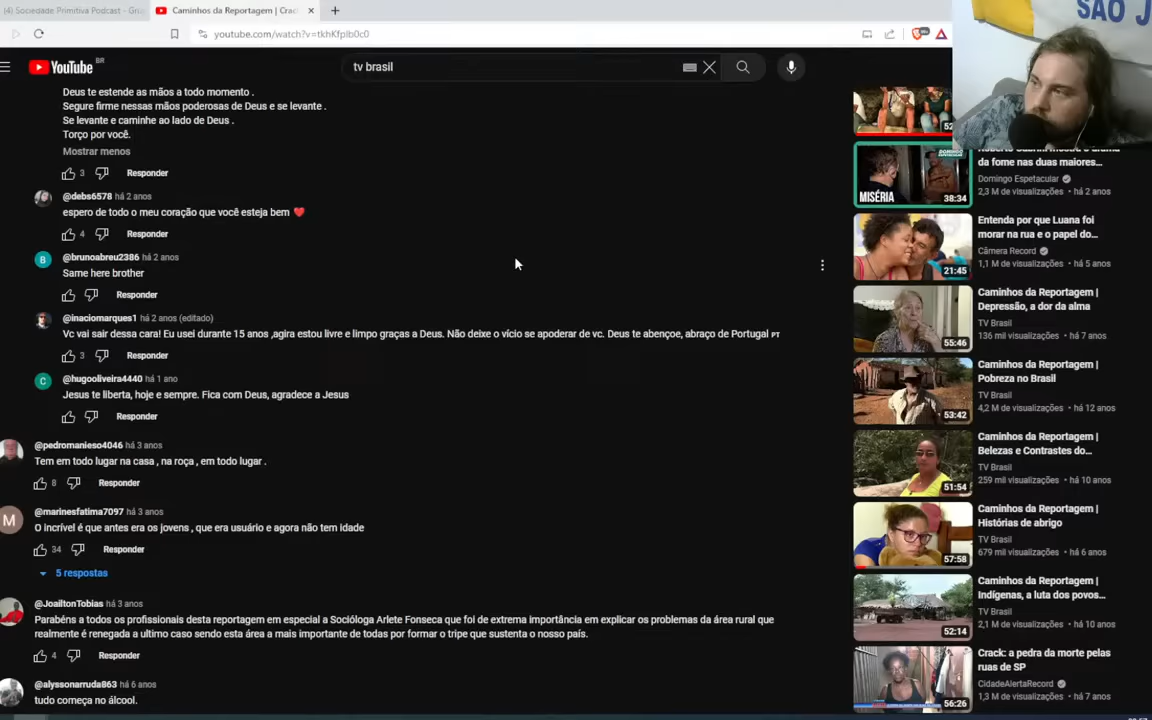 (4) Sociedade Primitiva Podcast - Gru
Caminhos da Reportagem | Crac
youtube.com/watch?v=tkhKfpIb0c0
YouTube BR
tv brasil
SÃO J
Deus te estende as mãos a todo momento .
Segure firme nessas mãos poderosas de Deus e se levante .
Se levante e caminhe ao lado de Deus .
Torço por você.
Mostrar menos
3 Responder
@debs6578 há 2 anos
espero de todo o meu coração que você esteja bem ❤️
4 Responder
@brunoabreu2386 há 2 anos
B
Same here brother
Responder
@inaciomarques1 há 2 anos (editado)
Vc vai sair dessa cara! Eu usei durante 15 anos ,agira estou livre e limpo graças a Deus. Não deixe o vício se apoderar de vc. Deus te abençoe, abraço de Portugal PT
3 Responder
@hugooliveira4440 há 1 ano
C
Jesus te liberta, hoje e sempre. Fica com Deus, agradece a Jesus
Responder
@pedromanieso4046 há 3 anos
Tem em todo lugar na casa , na roça , em todo lugar .
8 Responder
@marinesfatima7097 há 3 anos
M
O incrível é que antes era os jovens , que era usuário e agora não tem idade
34 Responder
5 respostas
@JoailtonTobias há 3 anos
Parabéns a todos os profissionais desta reportagem em especial a Socióloga Arlete Fonseca que foi de extrema importância em explicar os problemas da área rural que
realmente é renegada a ultimo caso sendo esta área a mais importante de todas por formar o tripe que sustenta o nosso país.
4 Responder
@alyssonarruda863 há 6 anos
tudo começa no álcool.
52
DOMINGO ESPETACULAR
MISÉRIA
38:34
Roberto Cabrini mostra o drama
da fome nas duas maiores...
Domingo Espetacular
2,3 M de visualizações • há 2 anos
21:45
Entenda por que Luana foi
morar na rua e o papel do...
Câmera Record
1,1 M de visualizações • há 5 anos
55:46
Caminhos da Reportagem |
Depressão, a dor da alma
TV Brasil
136 mil visualizações • há 7 anos
53:42
Caminhos da Reportagem |
Pobreza no Brasil
TV Brasil
4,2 M de visualizações • há 12 anos
51:54
Caminhos da Reportagem |
Belezas e Contrastes do...
TV Brasil
259 mil visualizações • há 10 anos
57:58
Caminhos da Reportagem |
Histórias de abrigo
TV Brasil
679 mil visualizações • há 6 anos
52:14
Caminhos da Reportagem |
Indígenas, a luta dos povos...
TV Brasil
2,1 M de visualizações • há 10 anos
56:26
Crack: a pedra da morte pelas
ruas de SP
CidadeAlertaRecord
1,3 M de visualizações • há 7 anos